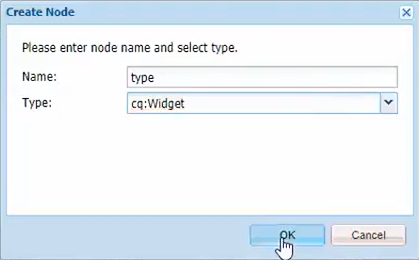 Create Node
Please enter node name and select type.
Name: type
Type: cq:Widget
OK Cancel